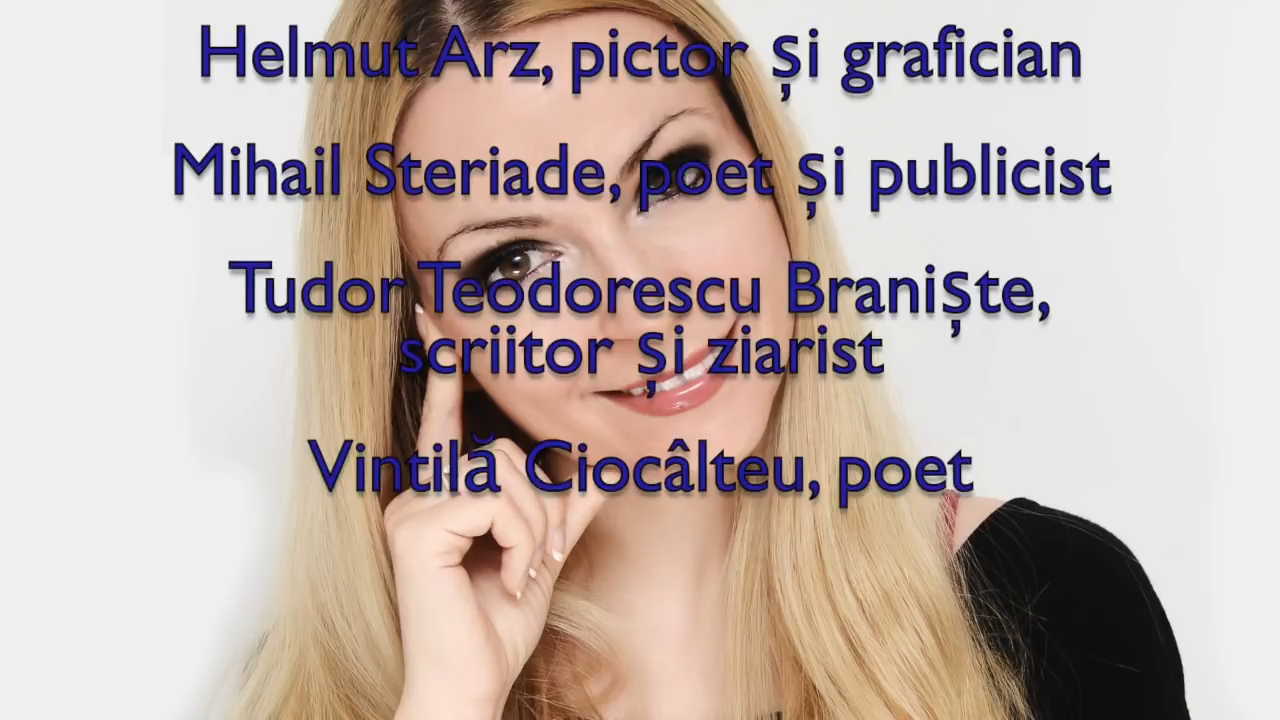 Helmut Arz, pictor și grafician
Mihail Steriade, poet și publicist
Tudor Teodorescu Braniște,
scriitor și ziarist
Vintilă Ciocâlteu, poet